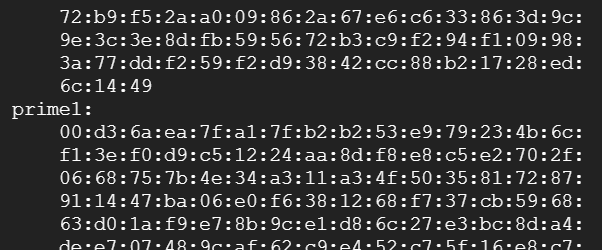 72:b9:f5:2a:a0:09:86:2a:67:e6:c6:33:86:3d:9c:
9e:3c:3e:8d:fb:59:56:72:b3:c9:f2:94:f1:09:98:
3a:77:dd:f2:59:f2:d9:38:42:cc:88:b2:17:28:ed:
6c:14:49
prime1:
00:d3:6a:ea:7f:a1:7f:b2:b2:53:e9:79:23:4b:6c:
f1:3e:f0:d9:c5:12:24:aa:8d:f8:e8:c5:e2:70:2f:
06:68:75:7b:4e:34:a3:11:a3:4f:50:35:81:72:87:
91:14:47:ba:06:e0:f6:38:12:68:f7:37:cb:59:68:
63:d0:1a:f9:e7:8b:9c:e1:d8:6c:27:e3:bc:8d:a4:
de:e7:07:48:9c:af:62:c9:e4:52:c7:5f:16:e8:c7: